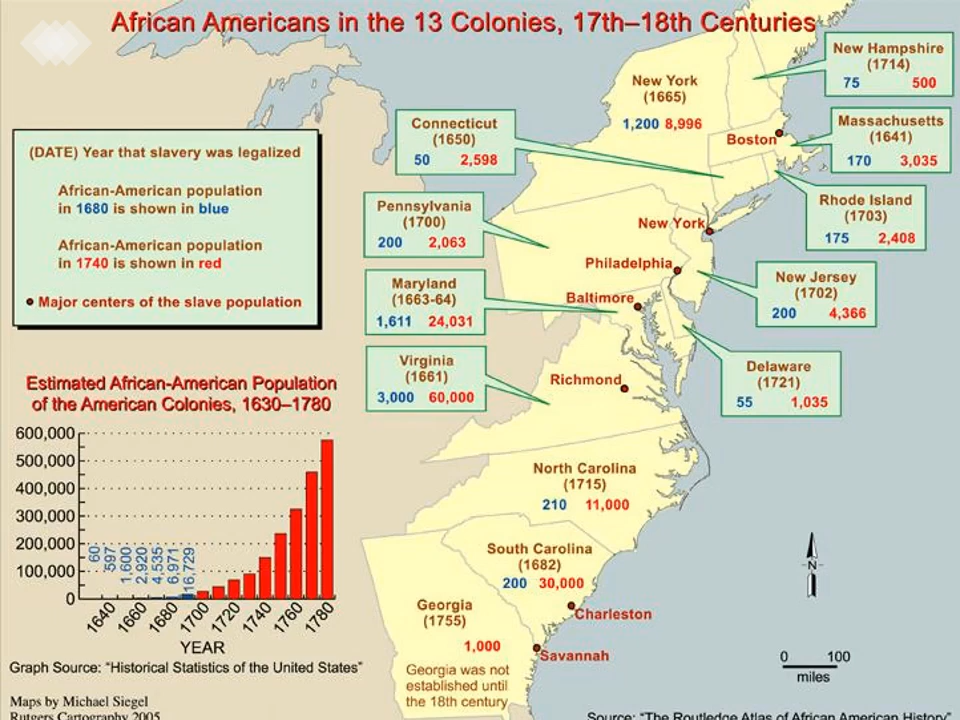 African Americans in the 13 Colonies, 17th–18th Centuries
New Hampshire
(1714)
75 500
New York
(1665)
1,200 8,996
Connecticut
(1650)
50 2,598
Massachusetts
(1641)
170 3,035
Boston
(DATE) Year that slavery was legalized
African-American population
in 1680 is shown in blue
African-American population
in 1740 is shown in red
Major centers of the slave population
Pennsylvania
(1700)
200 2,063
Rhode Island
(1703)
175 2,408
New York
Philadelphia
Maryland
(1663-64)
1,611 24,031
Baltimore
New Jersey
(1702)
200 4,366
Virginia
(1661)
3,000 60,000
Richmond
Delaware
(1721)
55 1,035
Estimated African-American Population
of the American Colonies, 1630–1780
600,000
500,000
400,000
300,000
200,000
100,000
0
60
597
1,600
2,920
4,535
6,971
16,729
1640
1660
1680
1700
1720
1740
1760
1780
YEAR
Graph Source: “Historical Statistics of the United States”
North Carolina
(1715)
210 11,000
South Carolina
(1682)
200 30,000
Charleston
Georgia
(1755)
1,000
Savannah
Georgia was not
established until
the 18th century
N
0 100
miles
Maps by Michael Siegel
Rutgers Cartography 2005
Source: “The Routledge Atlas of African American History”